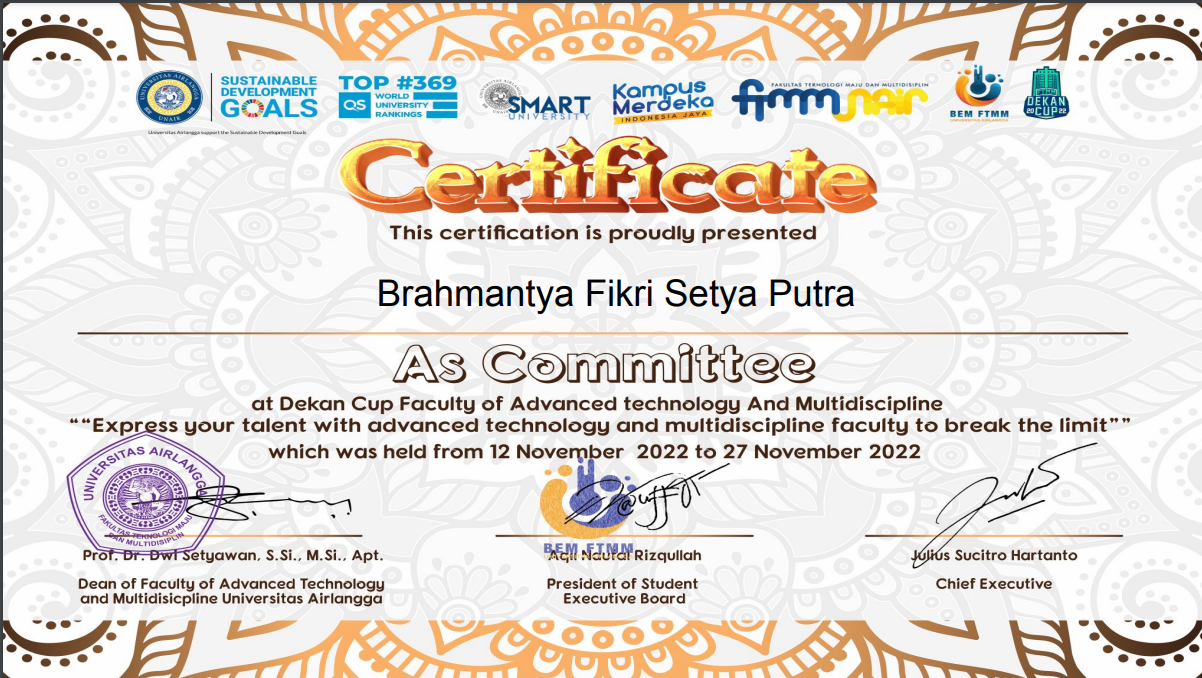 UNIVERSITAS AIRLANGGA
UNAIR
SUSTAINABLE
DEVELOPMENT
GOALS
Universitas Airlangga support the Sustainable Development Goals
TOP #369
QS WORLD
UNIVERSITY
RANKINGS
SMART
UNIVERSITY
Kampus
Merdeka
INDONESIA JAYA
FAKULTAS TEKNOLOGI MAJU DAN MULTIDISIPLIN
BEM FTMM
UNIVERSITAS AIRLANGGA
DEKAN
20 CUP 22
Certificate
This certification is proudly presented
Brahmantya Fikri Setya Putra
As Committee
at Dekan Cup Faculty of Advanced technology And Multidiscipline
““Express your talent with advanced technology and multidiscipline faculty to break the limit””
which was held from 12 November 2022 to 27 November 2022
UNIVERSITAS AIRLANGGA
FAKULTAS TEKNOLOGI MAJU
DAN MULTIDISIPLIN
BEM FTMM
Prof. Dr. Dwi Setyawan, S.Si., M.Si., Apt.
Dean of Faculty of Advanced Technology
and Multidisicpline Universitas Airlangga
Aqil Naufal Rizqullah
President of Student
Executive Board
Julius Sucitro Hartanto
Chief Executive